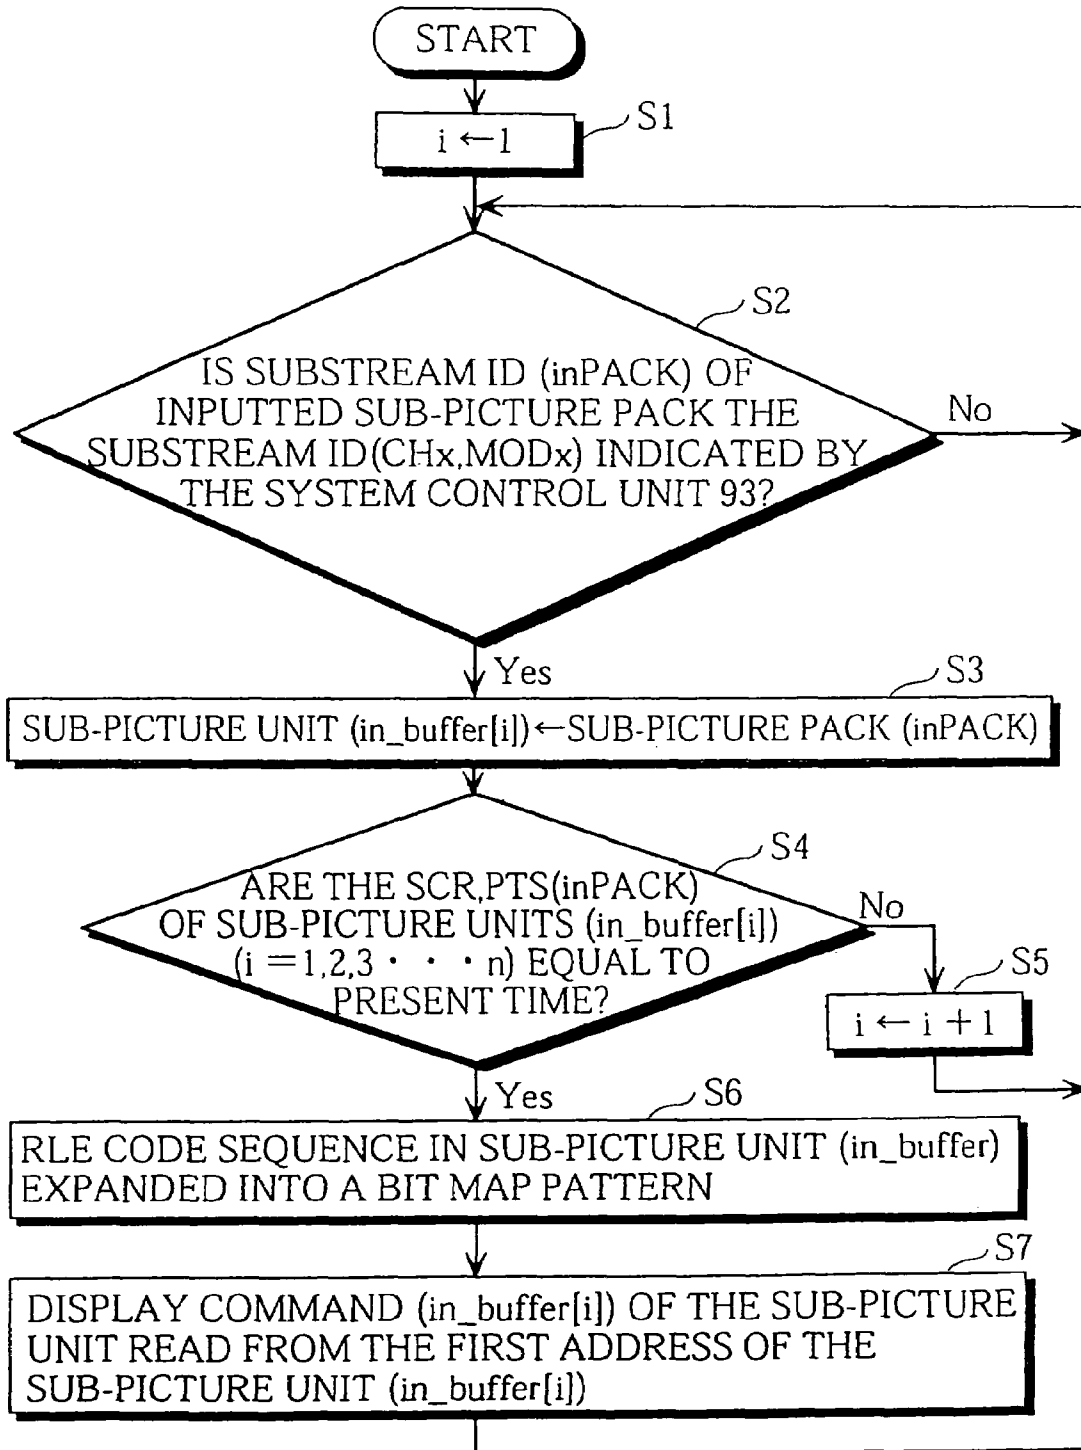 START
S1
i ←1
S2
IS SUBSTREAM ID (inPACK) OF
INPUTTED SUB-PICTURE PACK THE
SUBSTREAM ID(CHx,MODx) INDICATED BY
THE SYSTEM CONTROL UNIT 93?
No
Yes
S3
SUB-PICTURE UNIT (in_buffer[i])←SUB-PICTURE PACK (inPACK)
S4
ARE THE SCR,PTS(inPACK)
OF SUB-PICTURE UNITS (in_buffer[i])
(i =1,2,3 · · · n) EQUAL TO
PRESENT TIME?
No
S5
i ← i + 1
Yes
S6
RLE CODE SEQUENCE IN SUB-PICTURE UNIT (in_buffer)
EXPANDED INTO A BIT MAP PATTERN
S7
DISPLAY COMMAND (in_buffer[i]) OF THE SUB-PICTURE
UNIT READ FROM THE FIRST ADDRESS OF THE
SUB-PICTURE UNIT (in_buffer[i])